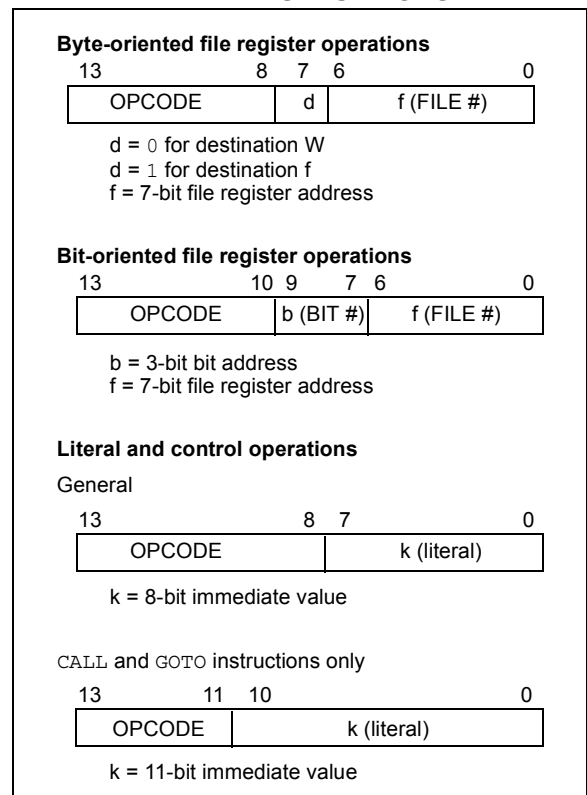 Byte-oriented file register operations
13 8 7 6 0
OPCODE d f (FILE #)
d = 0 for destination W
d = 1 for destination f
f = 7-bit file register address
Bit-oriented file register operations
13 10 9 7 6 0
OPCODE b (BIT #) f (FILE #)
b = 3-bit bit address
f = 7-bit file register address
Literal and control operations
General
13 8 7 0
OPCODE k (literal)
k = 8-bit immediate value
CALL and GOTO instructions only
13 11 10 0
OPCODE k (literal)
k = 11-bit immediate value